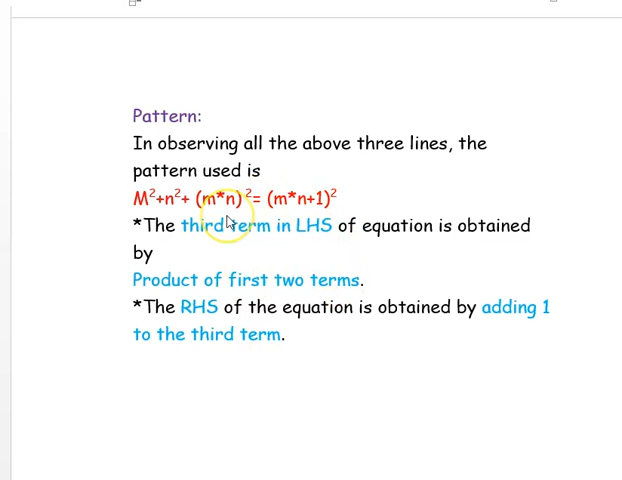 Pattern:
In observing all the above three lines, the
pattern used is
M²+n²+ (m*n) ²= (m*n+1)²
*The third term in LHS of equation is obtained
by
Product of first two terms.
*The RHS of the equation is obtained by adding 1
to the third term.